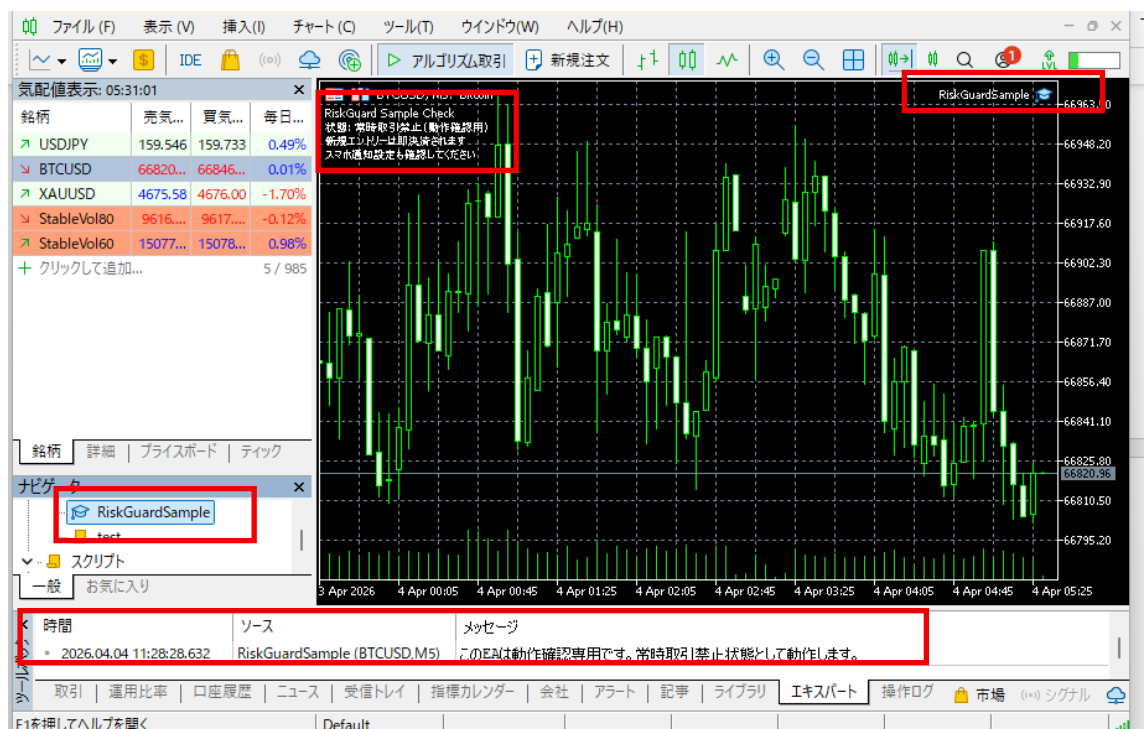 ファイル (F) 表示 (V) 挿入(I) チャート (C) ツール(T) ウインドウ(W) ヘルプ(H)
IDE アルゴリズム取引 新規注文 1 LVL
気配値表示: 05:31:01
銘柄 売気... 買気... 毎日...
USDJPY 159.546 159.733 0.49%
BTCUSD 66820... 66846... 0.01%
XAUUSD 4675.58 4676.00 -1.70%
StableVol80 9616.... 9617.... -0.12%
StableVol60 15077... 15078... 0.98%
クリックして追加... 5 / 985
銘柄 詳細 プライスボード ティック
ナビゲータ
RiskGuardSample
test
スクリプト
一般 お気に入り
BTCUSD, M5: Bitcoin
RiskGuard Sample Check
状態: 常時取引禁止(動作確認用)
新規エントリーは即決済されます
スマホ通知設定も確認してください
RiskGuardSample
66963.50
66948.20
66932.90
66917.60
66902.30
66887.00
66871.70
66856.40
66841.10
66825.80
66820.96
66810.50
66795.20
3 Apr 2026 4 Apr 00:05 4 Apr 00:45 4 Apr 01:25 4 Apr 02:05 4 Apr 02:45 4 Apr 03:25 4 Apr 04:05 4 Apr 04:45 4 Apr 05:25
時間 ソース メッセージ
2026.04.04 11:28:28.632 RiskGuardSample (BTCUSD,M5) このEAは動作確認専用です。常時取引禁止状態として動作します。
取引 運用比率 口座履歴 ニュース 受信トレイ 指標カレンダー 会社 アラート 記事 ライブラリ エキスパート 操作ログ 市場 シグナル
F1を押してヘルプを開く Default